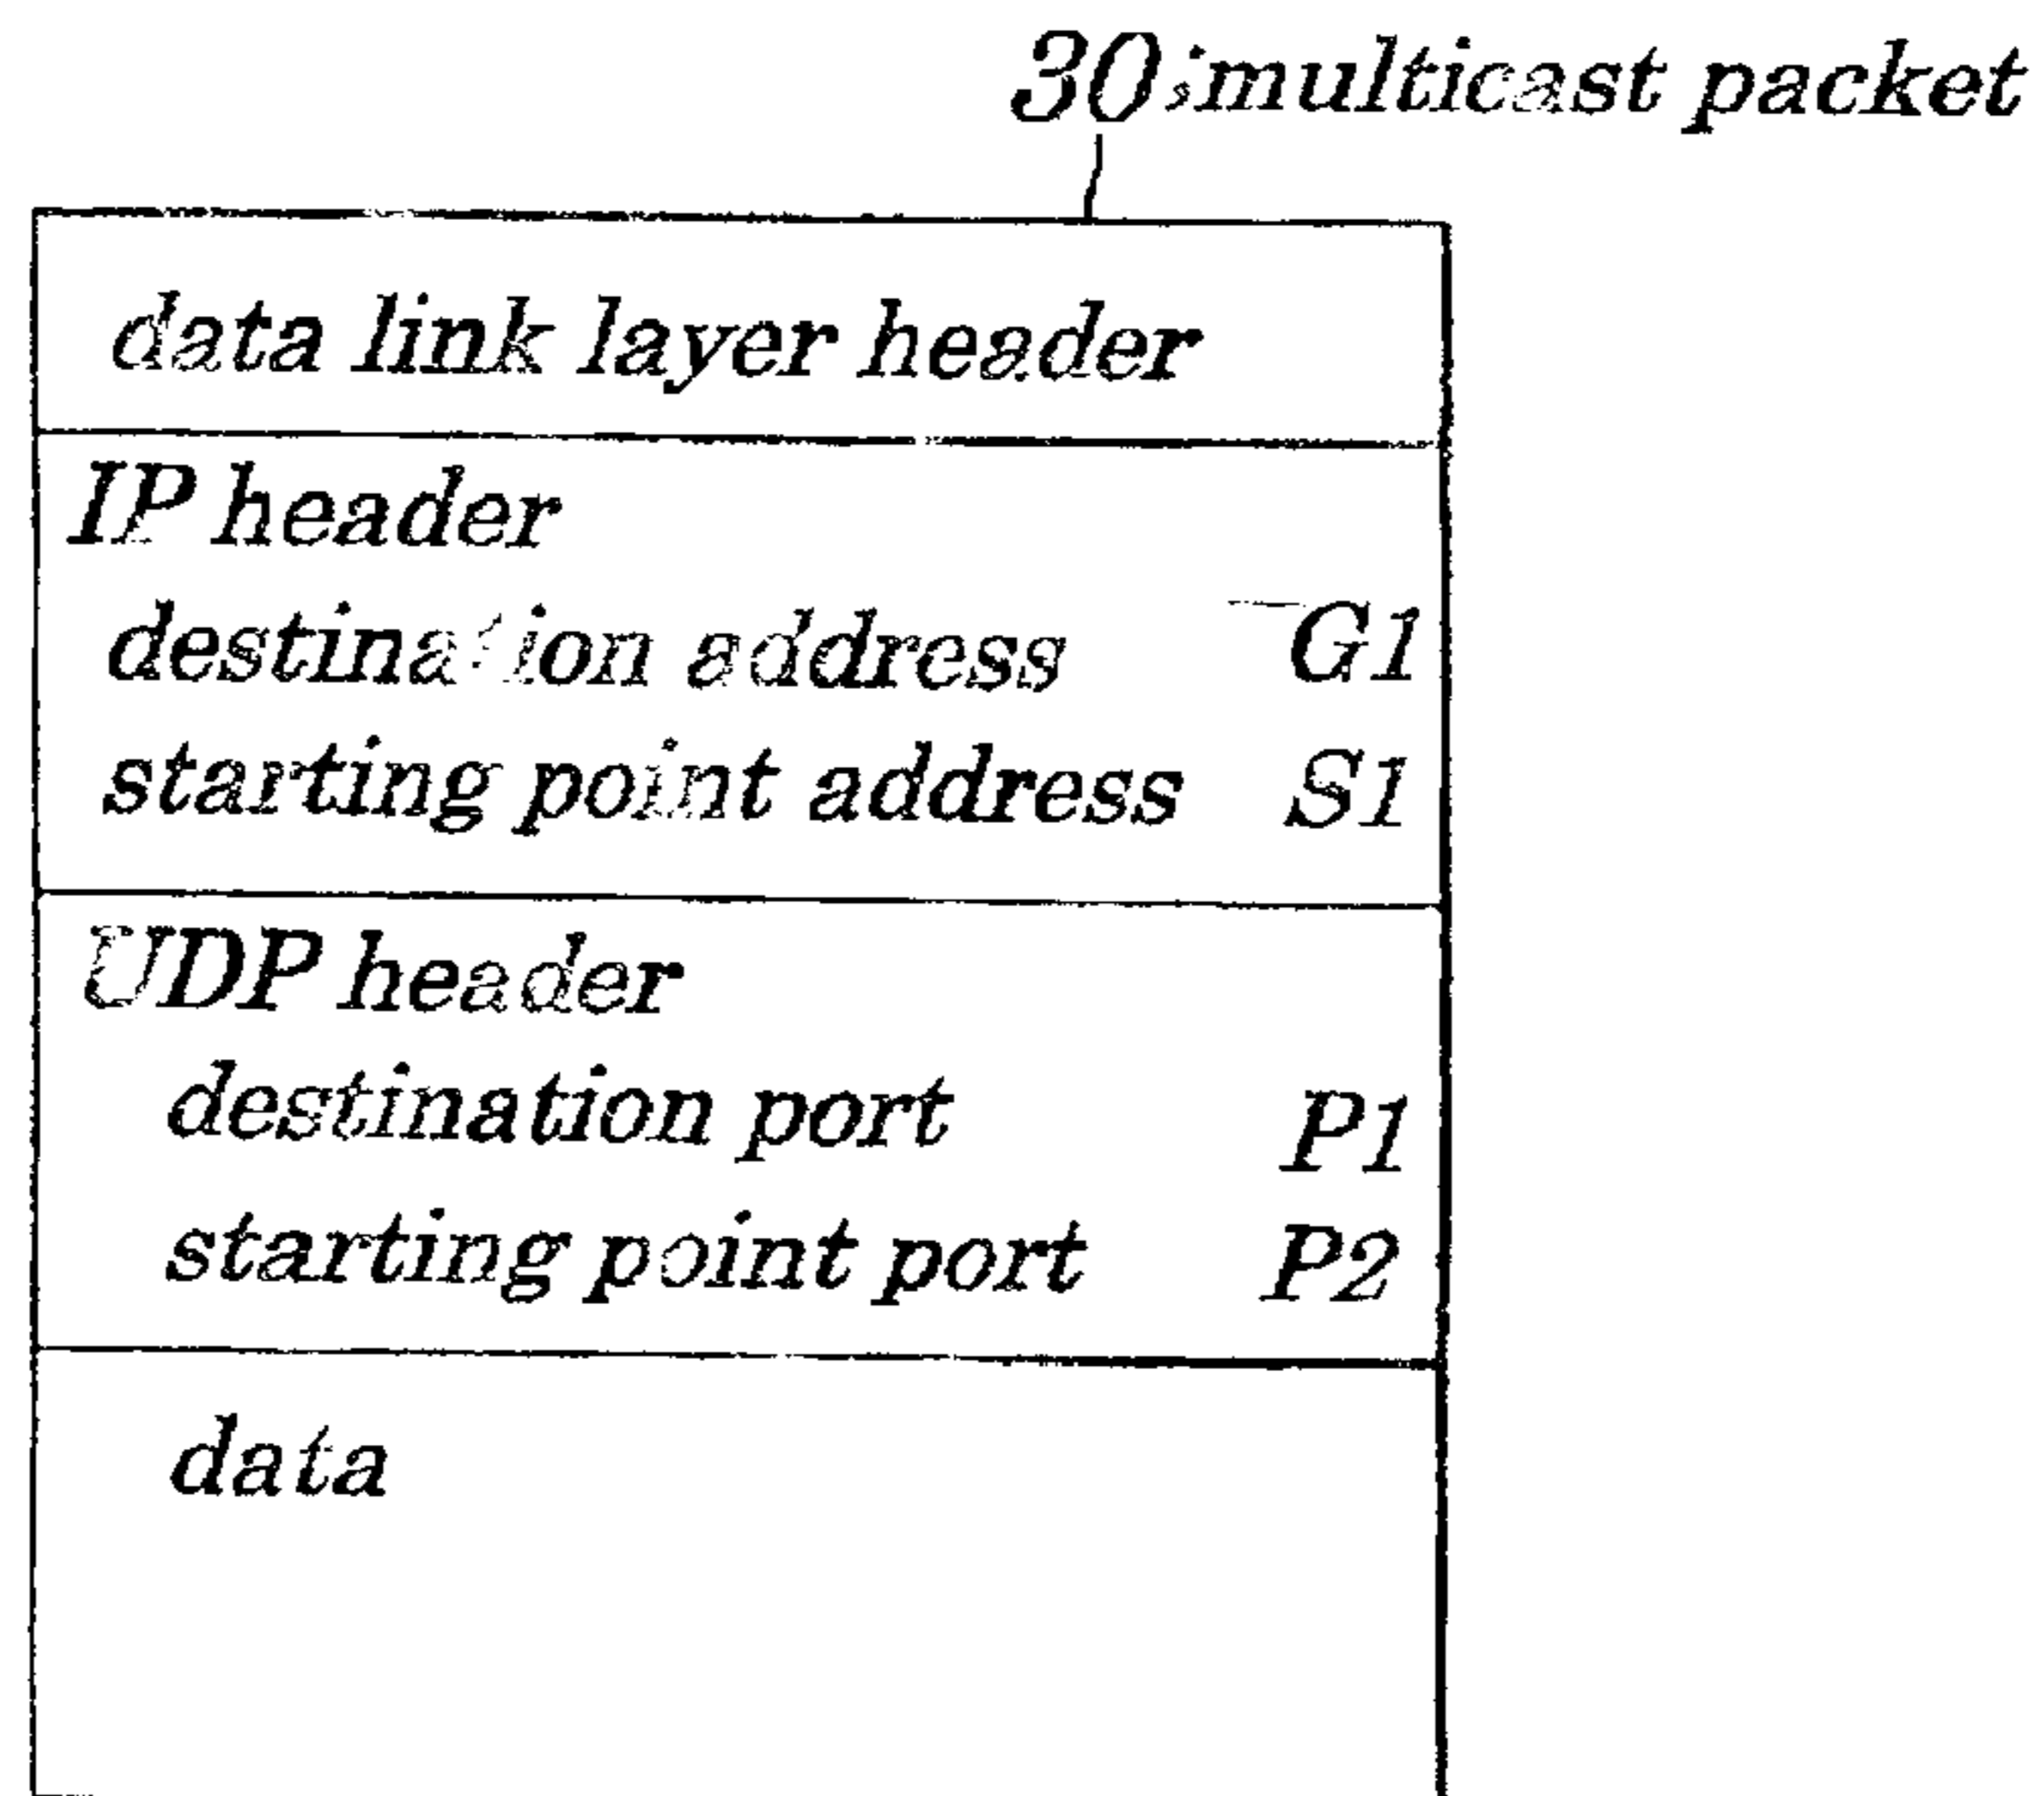 30;multicast packet
data link layer header
IP header
destination address G1
starting point address S1
UDP header
destination port P1
starting point port P2
data